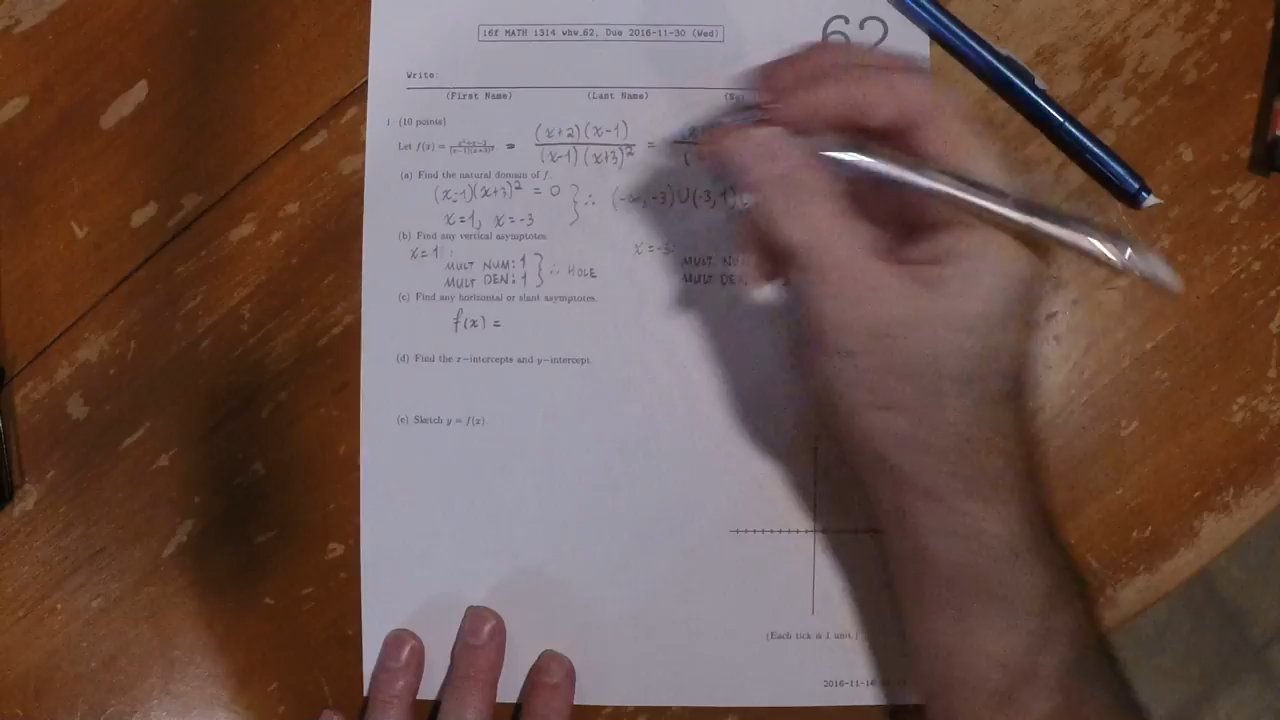 62
16f MATH 1314 wbw.62, Due 2016-11-30 (Wed)
Write:
(First Name) (Last Name)
1 (10 points)
Let f(x) = = (x+2)(x-1) / (x-1)(x+3)² =
(a) Find the natural domain of f.
(x-1)(x+3)² = 0 } ∴ (-∞,-3)∪(-3,1)
x=1, x=-3
(b) Find any vertical asymptotes.
x=1: x=-3:
MULT NUM: 1 } ∴ HOLE MULT
MULT DEN: 1 MULT
(c) Find any horizontal or slant asymptotes.
f(x) =
(d) Find the x-intercepts and y-intercept.
(e) Sketch y = f(x)
(Each tick is 1 unit.)